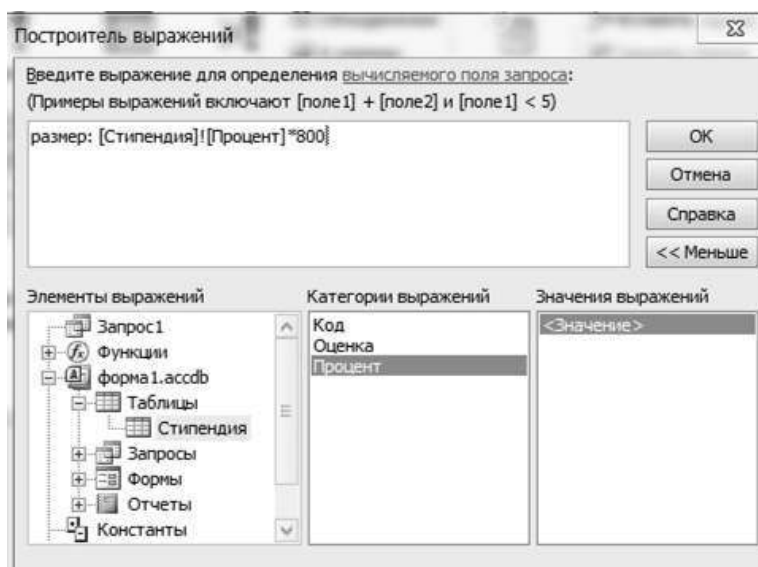 Построитель выражений
Введите выражение для определения вычисляемого поля запроса:
(Примеры выражений включают [поле1] + [поле2] и [поле1] < 5)
размер: [Стипендия]![Процент]*800
ОК
Отмена
Справка
<< Меньше
Элементы выражений
Запрос1
Функции
форма1.accdb
Таблицы
Стипендия
Запросы
Формы
Отчеты
Константы
Категории выражений
Код
Оценка
Процент
Значения выражений
<Значение>